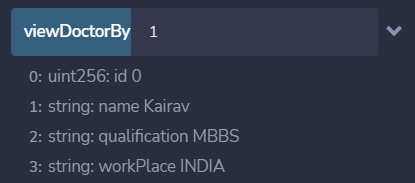 viewDoctorBy 1
0: uint256: id 0
1: string: name Kairav
2: string: qualification MBBS
3: string: workPlace INDIA